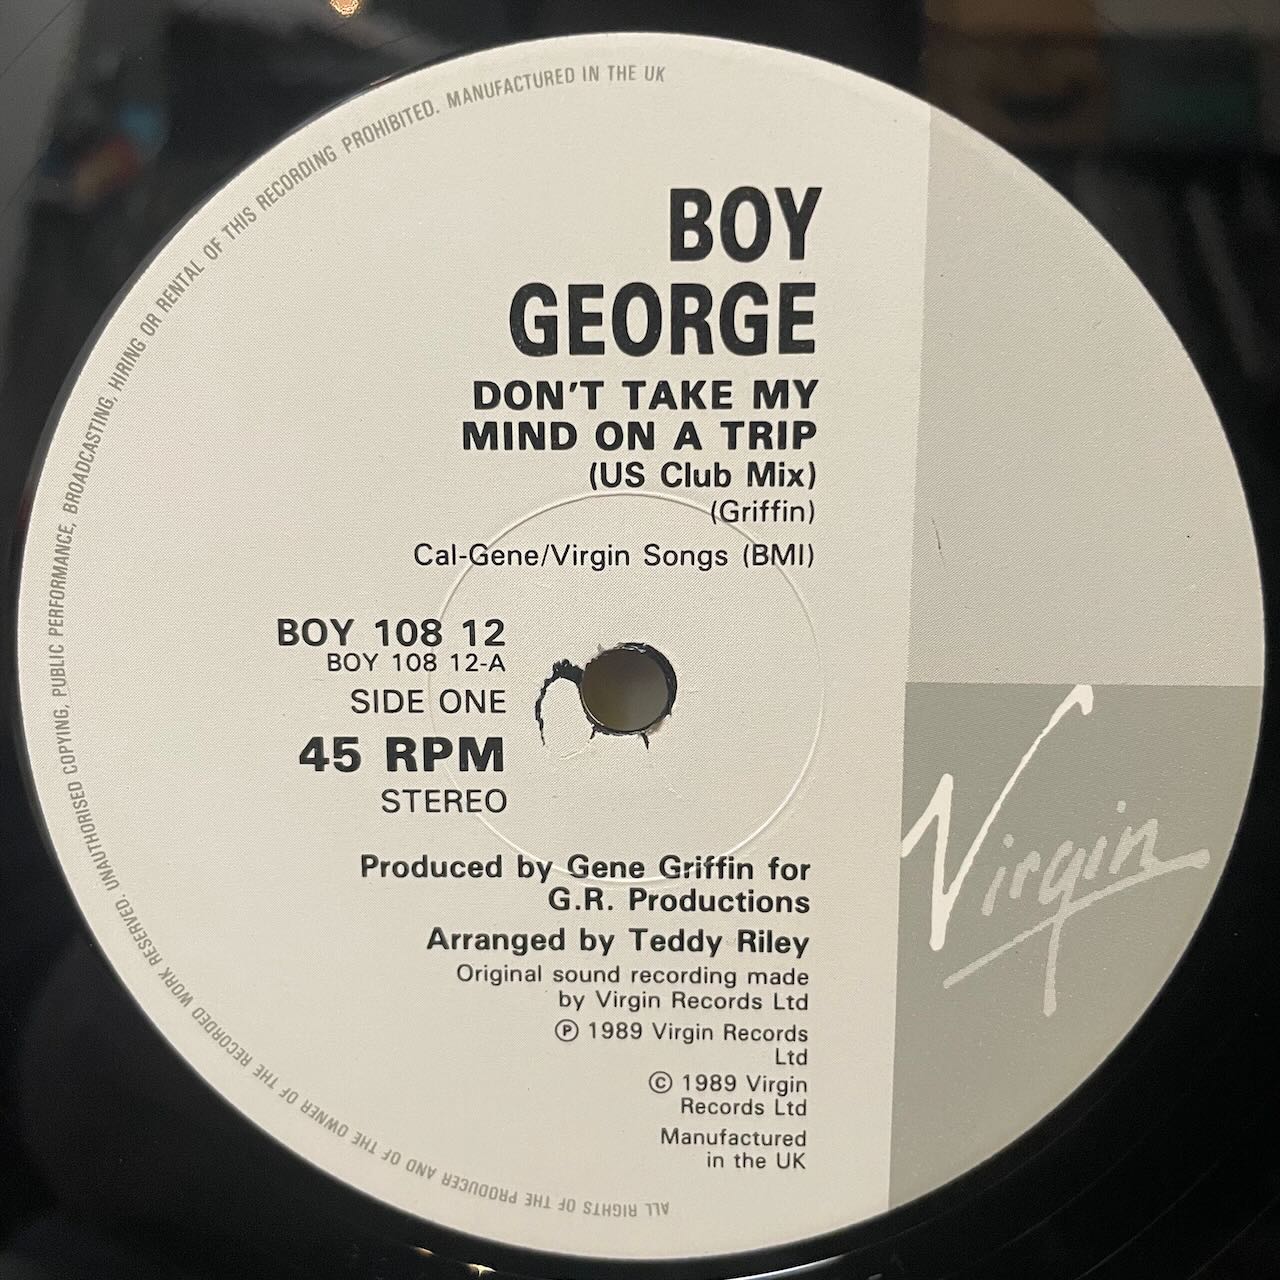 BOY
GEORGE
DON'T TAKE MY
MIND ON A TRIP
(US Club Mix)
(Griffin)
Cal-Gene/Virgin Songs (BMI)
BOY 108 12
BOY 108 12-A
SIDE ONE
45 RPM
STEREO
Produced by Gene Griffin for
G.R. Productions
Arranged by Teddy Riley
Original sound recording made
by Virgin Records Ltd
Ⓟ 1989 Virgin Records
Ltd
© 1989 Virgin
Records Ltd
Manufactured
in the UK
Virgin
ALL RIGHTS OF THE PRODUCER AND OF THE OWNER OF THE RECORDED WORK RESERVED. UNAUTHORISED COPYING, PUBLIC PERFORMANCE, BROADCASTING, HIRING OR RENTAL OF THIS RECORDING PROHIBITED. MANUFACTURED IN THE UK